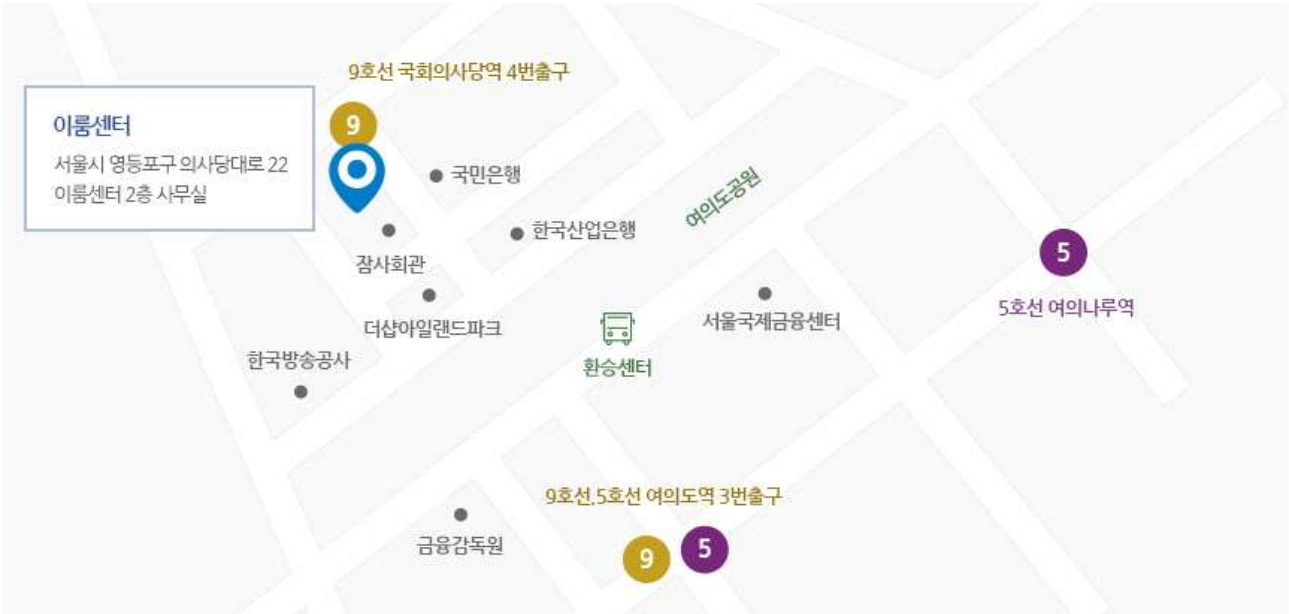 9호선 국회의사당역 4번출구
이룸센터
서울시 영등포구 의사당대로 22
이룸센터 2층 사무실
9
국민은행
여의도공원
한국산업은행
잠사회관
5
5호선 여의나루역
더샵아일랜드파크
서울국제금융센터
환승센터
한국방송공사
9호선.5호선 여의도역 3번출구
금융감독원
9
5